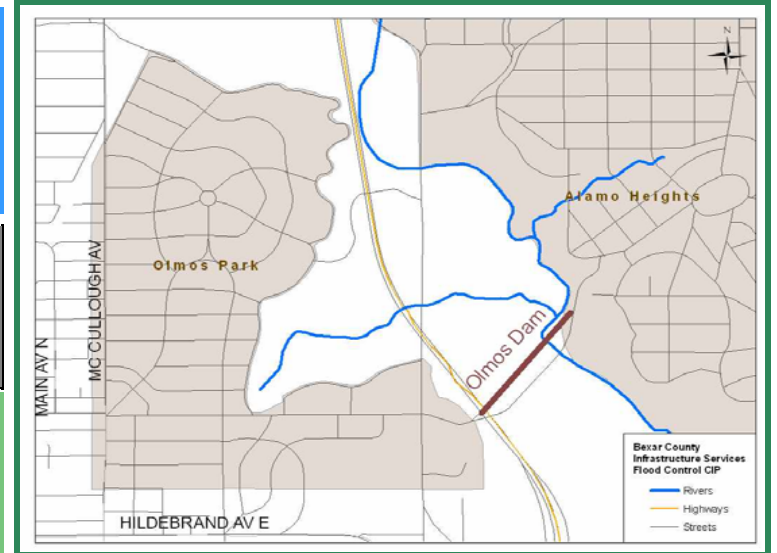 N
Alamo Heights
Olmos Park
MC CULLOUGH AV
MAIN AV N
Olmos Dam
HILDEBRAND AV E
Bexar County
Infrastructure Services
Flood Control CIP
Rivers
Highways
Streets